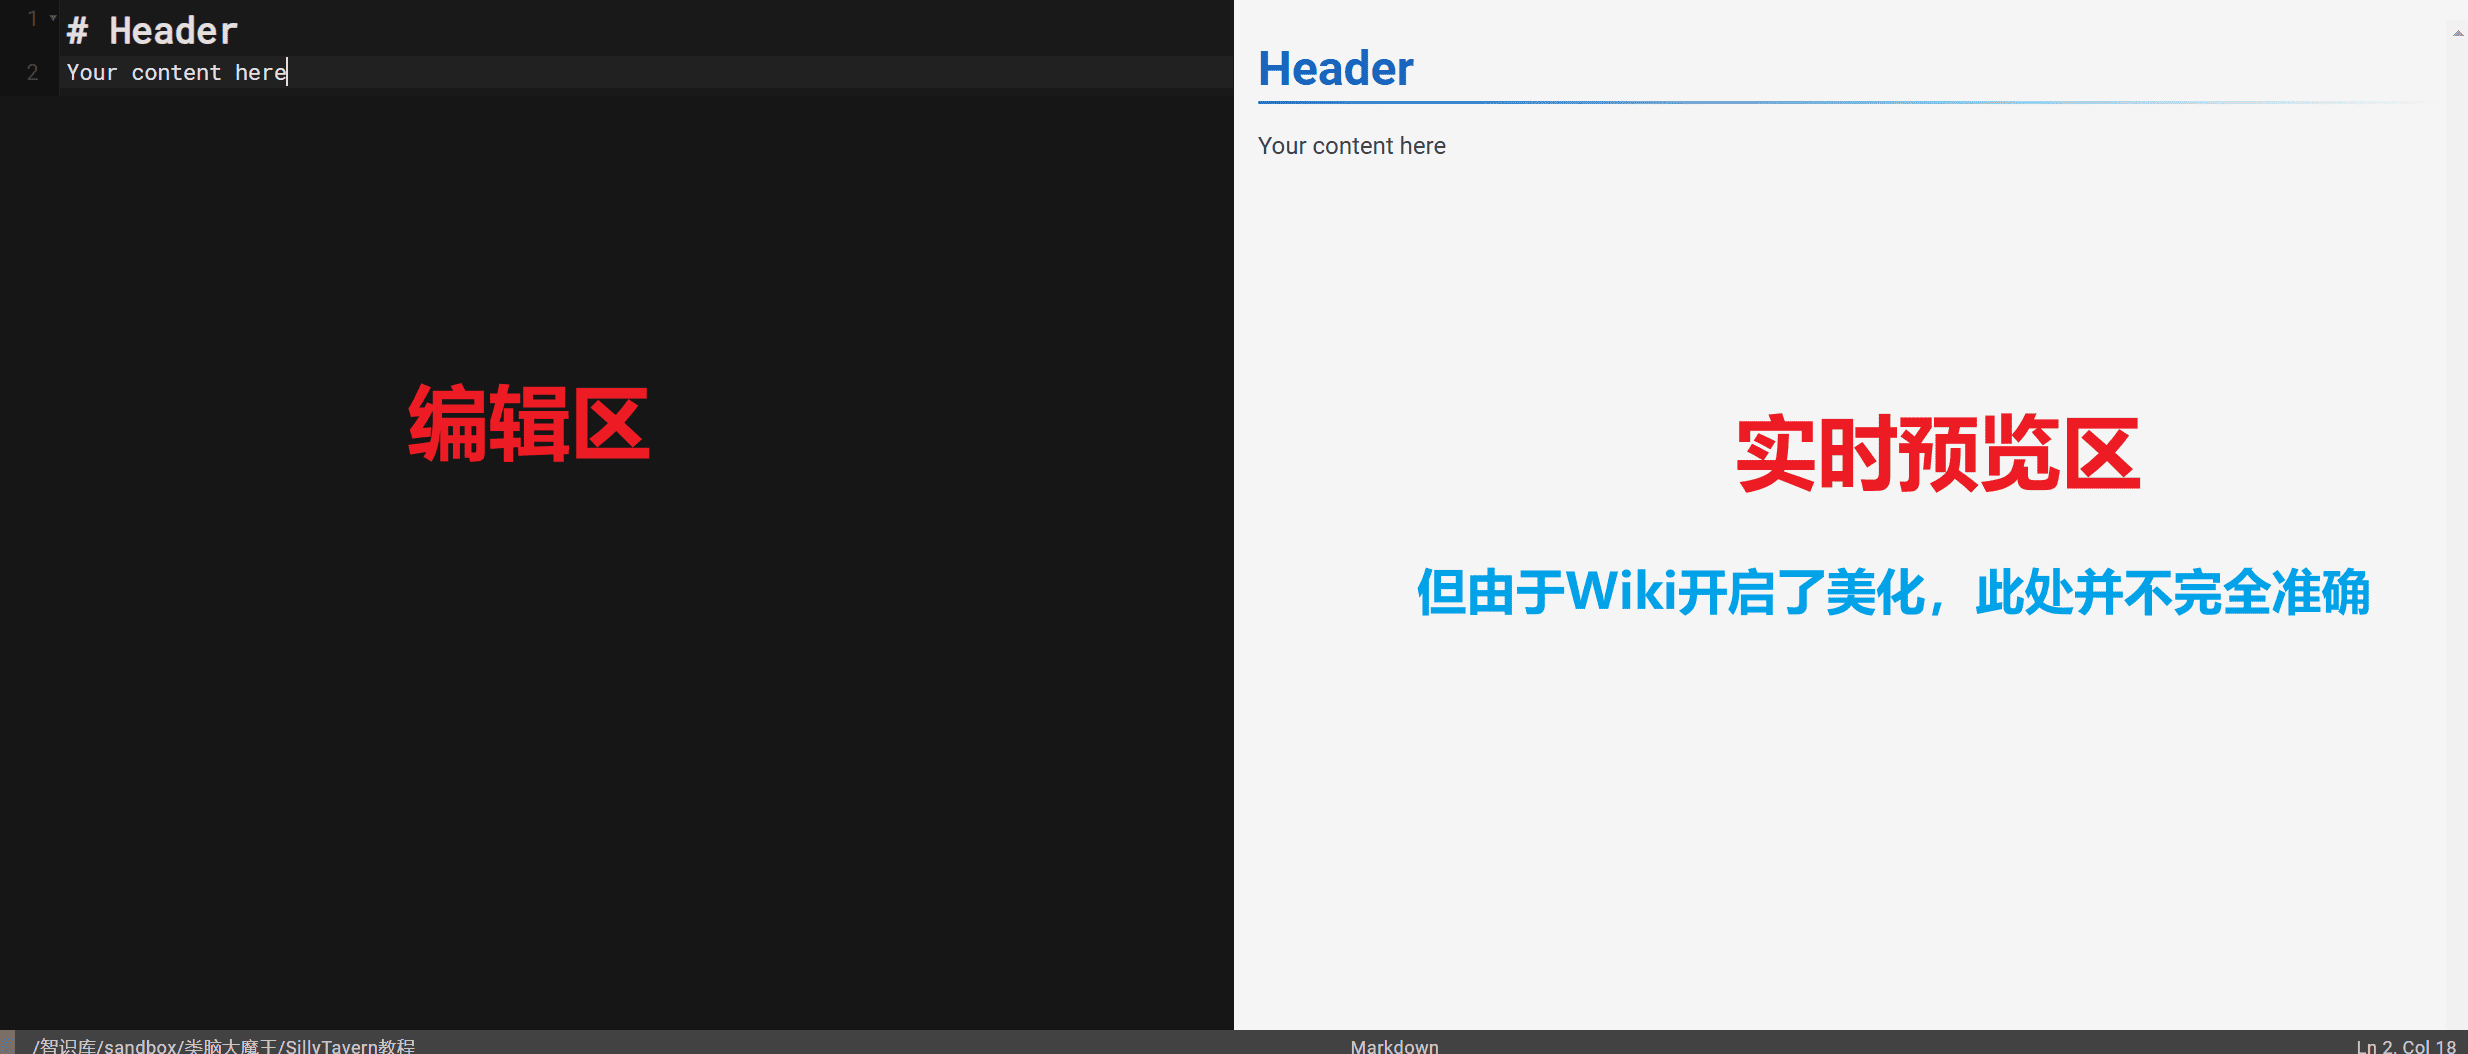 1
# Header
2
Your content here
编辑区
Header
Your content here
实时预览区
但由于Wiki开启了美化，此处并不完全准确
/智识库/sandbox/类脑大魔王/SillyTavern教程
Markdown
Ln 2, Col 18